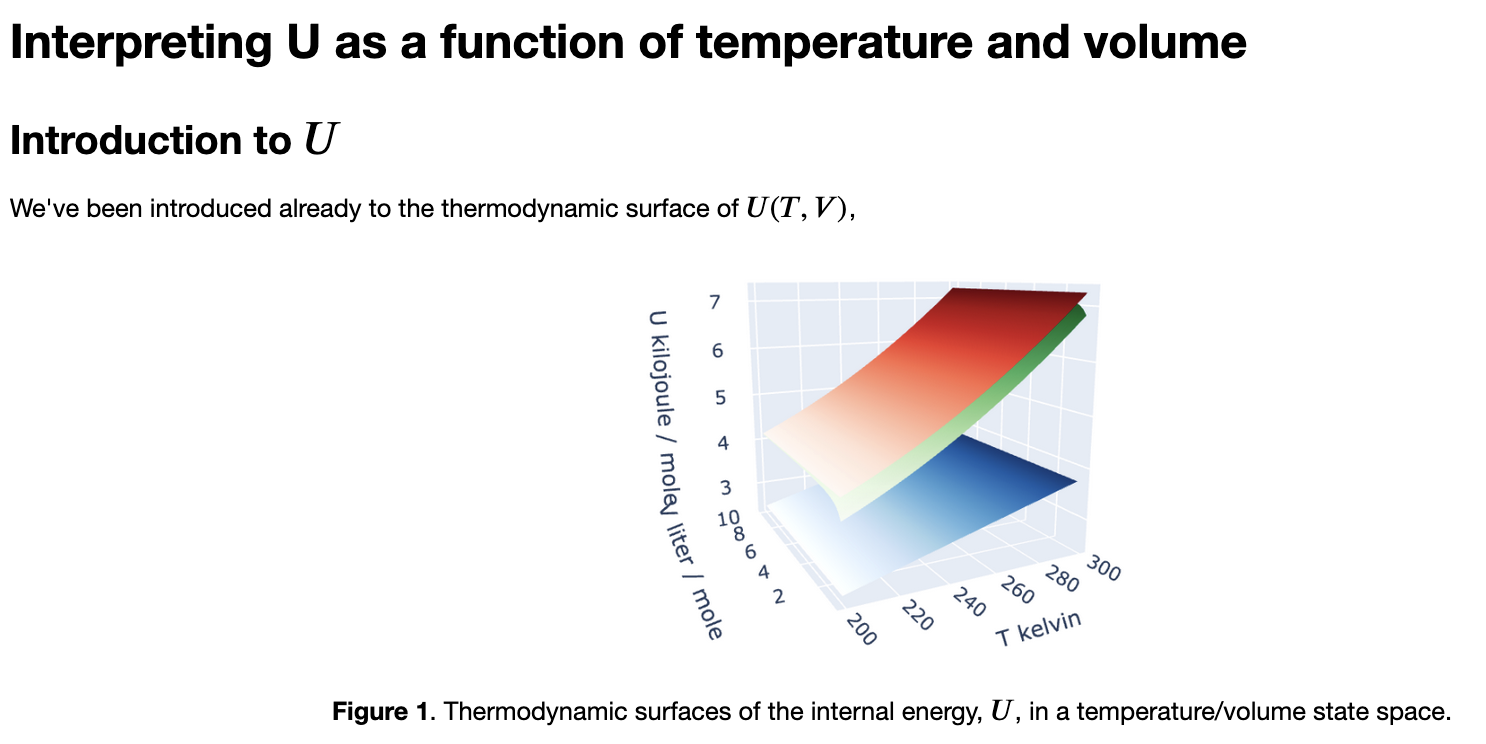 Interpreting U as a function of temperature and volume
Introduction to U
We've been introduced already to the thermodynamic surface of U(T, V),
7
6
5
4
3
U kilojoule / mole
10
8
6
4
2
V liter / mole
200
220
240
260
280
300
T kelvin
Figure 1. Thermodynamic surfaces of the internal energy, U, in a temperature/volume state space.